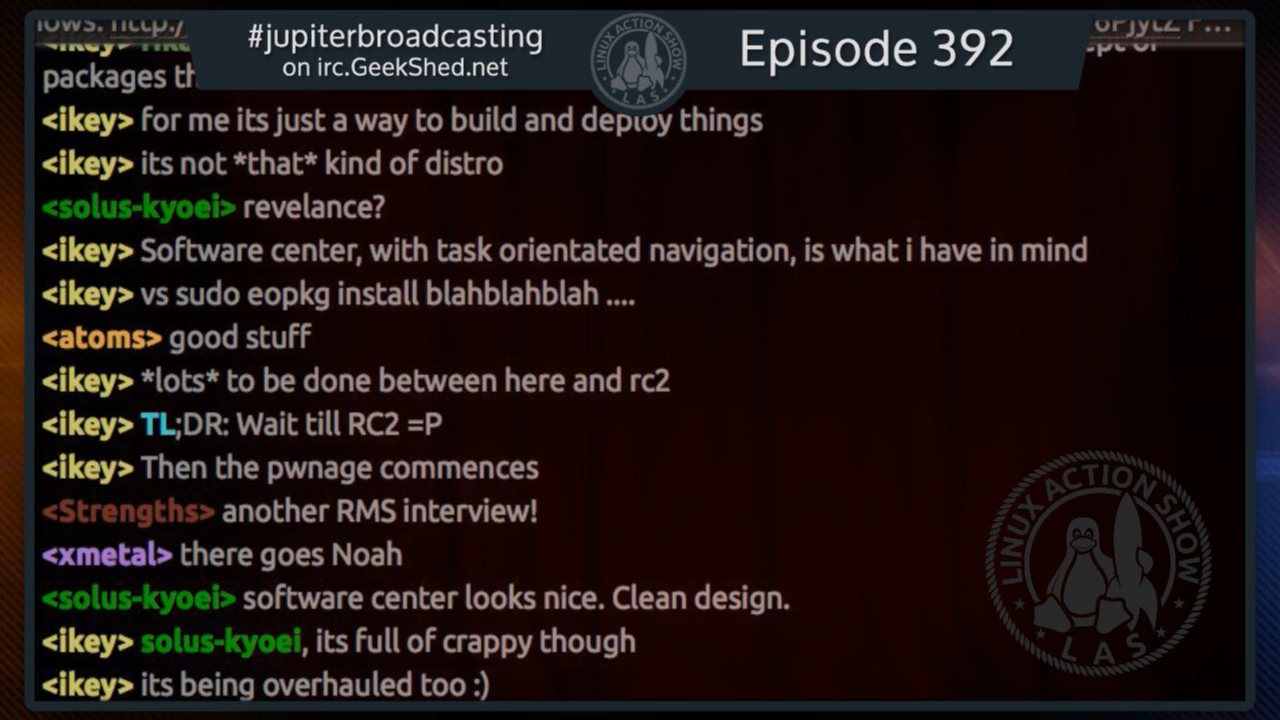 #jupiterbroadcasting
on irc.GeekShed.net
LINUX ACTION SHOW
LAS
Episode 392
<ikey>
packages
<ikey> for me its just a way to build and deploy things
<ikey> its not *that* kind of distro
<solus-kyoei> revelance?
<ikey> Software center, with task orientated navigation, is what i have in mind
<ikey> vs sudo eopkg install blahblahblah ....
<atoms> good stuff
<ikey> *lots* to be done between here and rc2
<ikey> TL;DR: Wait till RC2 =P
<ikey> Then the pwnage commences
<Strengths> another RMS interview!
<xmetal> there goes Noah
<solus-kyoei> software center looks nice. Clean design.
<ikey> solus-kyoei, its full of crappy though
<ikey> its being overhauled too :)
LINUX ACTION SHOW
LAS